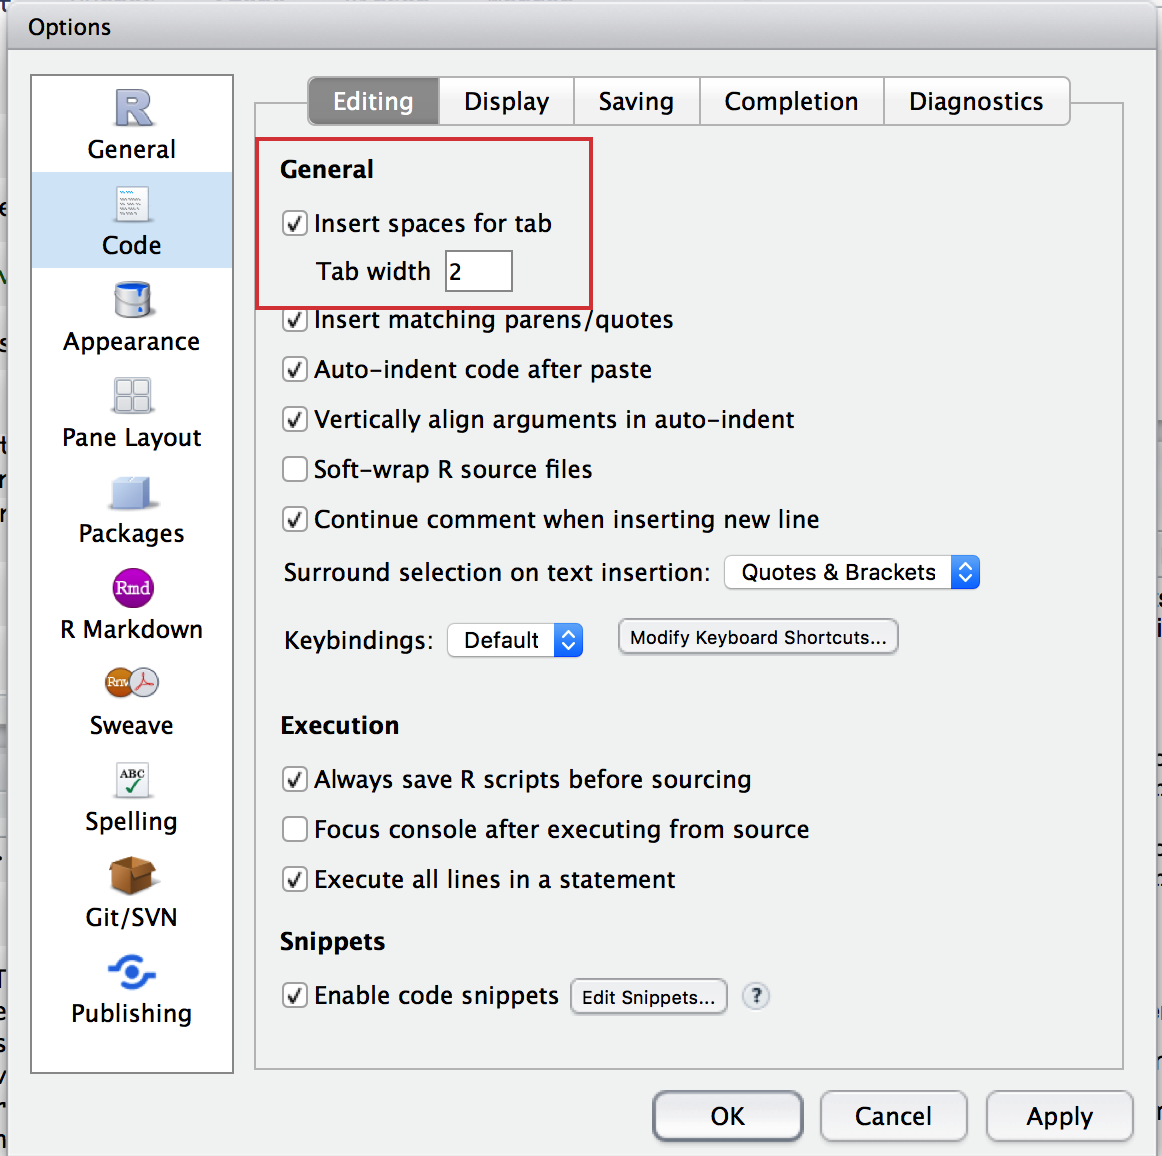 Options
General
Code
Appearance
Pane Layout
Packages
Rmd
R Markdown
Rnw
Sweave
ABC
Spelling
Git/SVN
Publishing
Editing Display Saving Completion Diagnostics
General
Insert spaces for tab
Tab width 2
Insert matching parens/quotes
Auto-indent code after paste
Vertically align arguments in auto-indent
Soft-wrap R source files
Continue comment when inserting new line
Surround selection on text insertion: Quotes & Brackets
Keybindings: Default Modify Keyboard Shortcuts...
Execution
Always save R scripts before sourcing
Focus console after executing from source
Execute all lines in a statement
Snippets
Enable code snippets Edit Snippets... ?
OK Cancel Apply